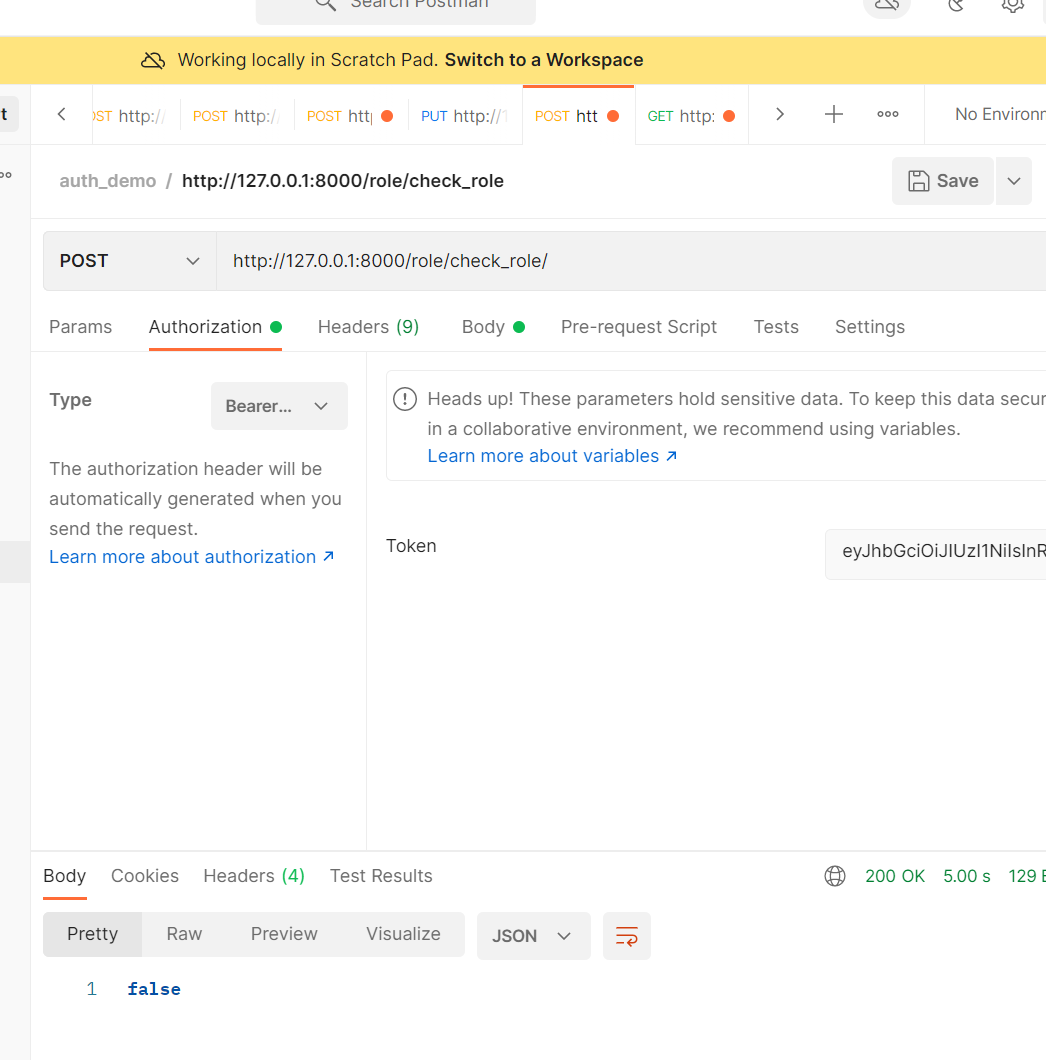 Search Postman
Working locally in Scratch Pad. Switch to a Workspace
POST http:// POST http:/ POST htt PUT http:// POST htt GET http: No Environm
auth_demo / http://127.0.0.1:8000/role/check_role
Save
POST http://127.0.0.1:8000/role/check_role/
Params Authorization Headers (9) Body Pre-request Script Tests Settings
Type Bearer...
The authorization header will be
automatically generated when you
send the request.
Learn more about authorization ↗
Heads up! These parameters hold sensitive data. To keep this data secur
in a collaborative environment, we recommend using variables.
Learn more about variables ↗
Token eyJhbGciOiJIUzI1NiIsInR
Body Cookies Headers (4) Test Results 200 OK 5.00 s 129
Pretty Raw Preview Visualize JSON
1 false